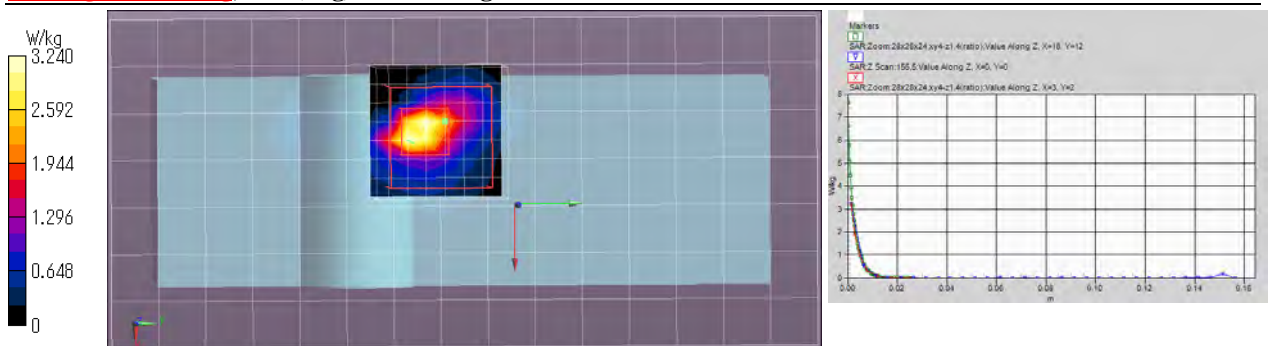 W/kg
3.240
2.592
1.944
1.296
0.648
0
Markers
SAR:Zoom:28x28x24,xy4-z1.4(ratio):Value Along Z, X=18, Y=12
SAR:Z Scan:155.5:Value Along Z, X=0, Y=0
SAR:Zoom:28x28x24,xy4-z1.4(ratio):Value Along Z, X=3, Y=2
W/kg
8
7
6
5
4
3
2
1
0
0.00 0.02 0.04 0.06 0.08 0.10 0.12 0.14 0.16
m